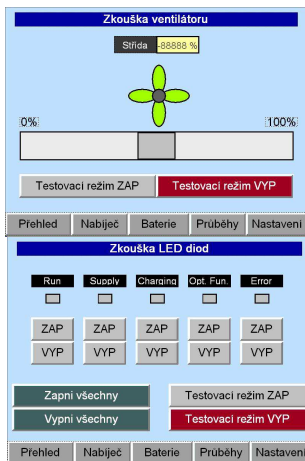 Zkouška ventilátoru
Střída -88888 %
0% 100%
Testovací režim ZAP Testovací režim VYP
Přehled Nabíječ Baterie Průběhy Nastavení
Zkouška LED diod
Run Supply Charging Opt. Fun. Error
ZAP ZAP ZAP ZAP ZAP
VYP VYP VYP VYP VYP
Zapni všechny Testovací režim ZAP
Vypni všechny Testovací režim VYP
Přehled Nabíječ Baterie Průběhy Nastavení